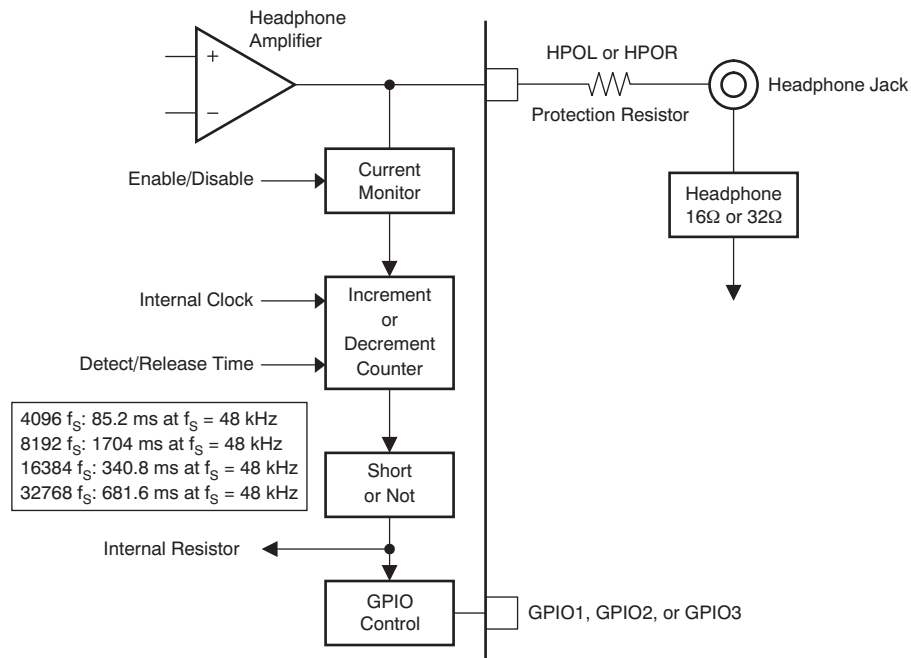 Headphone
Amplifier
+
−
HPOL or HPOR
Protection Resistor
Headphone Jack
Enable/Disable
Current
Monitor
Headphone
16Ω or 32Ω
Internal Clock
Detect/Release Time
Increment
or
Decrement
Counter
4096 fS: 85.2 ms at fS = 48 kHz
8192 fS: 1704 ms at fS = 48 kHz
16384 fS: 340.8 ms at fS = 48 kHz
32768 fS: 681.6 ms at fS = 48 kHz
Short
or Not
Internal Resistor
GPIO
Control
GPIO1, GPIO2, or GPIO3